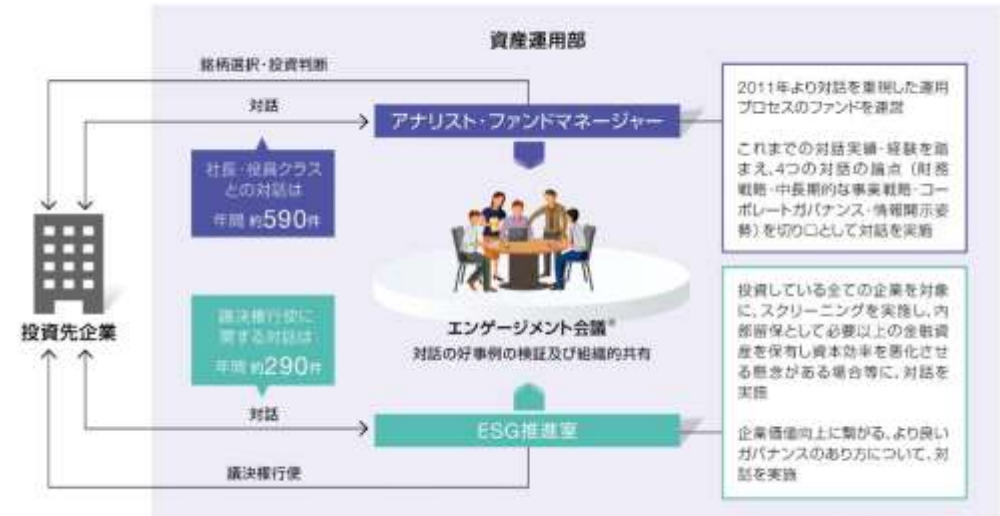 資産運用部
銘柄選択・投資判断
対話
アナリスト・ファンドマネージャー
社長・役員クラス
との対話は
年間 約590件
2011年より対話を重視した運用
プロセスのファンドを運営
これまでの対話実績・経験を踏
まえ、4つの対話の論点（財務
戦略・中長期的な事業戦略・コー
ポレートガバナンス・情報開示姿
勢）を切り口として対話を実施
投資先企業
エンゲージメント会議※
対話の好事例の検証及び組織的共有
議決権行使に
関する対話は
年間 約290件
対話
ESG推進室
議決権行使
投資している全ての企業を対象
に、スクリーニングを実施し、内
部留保として必要以上の金融資
産を保有し資本効率を悪化させ
る懸念がある場合等に、対話を
実施
企業価値向上に繋がる、より良い
ガバナンスのあり方について、対
話を実施